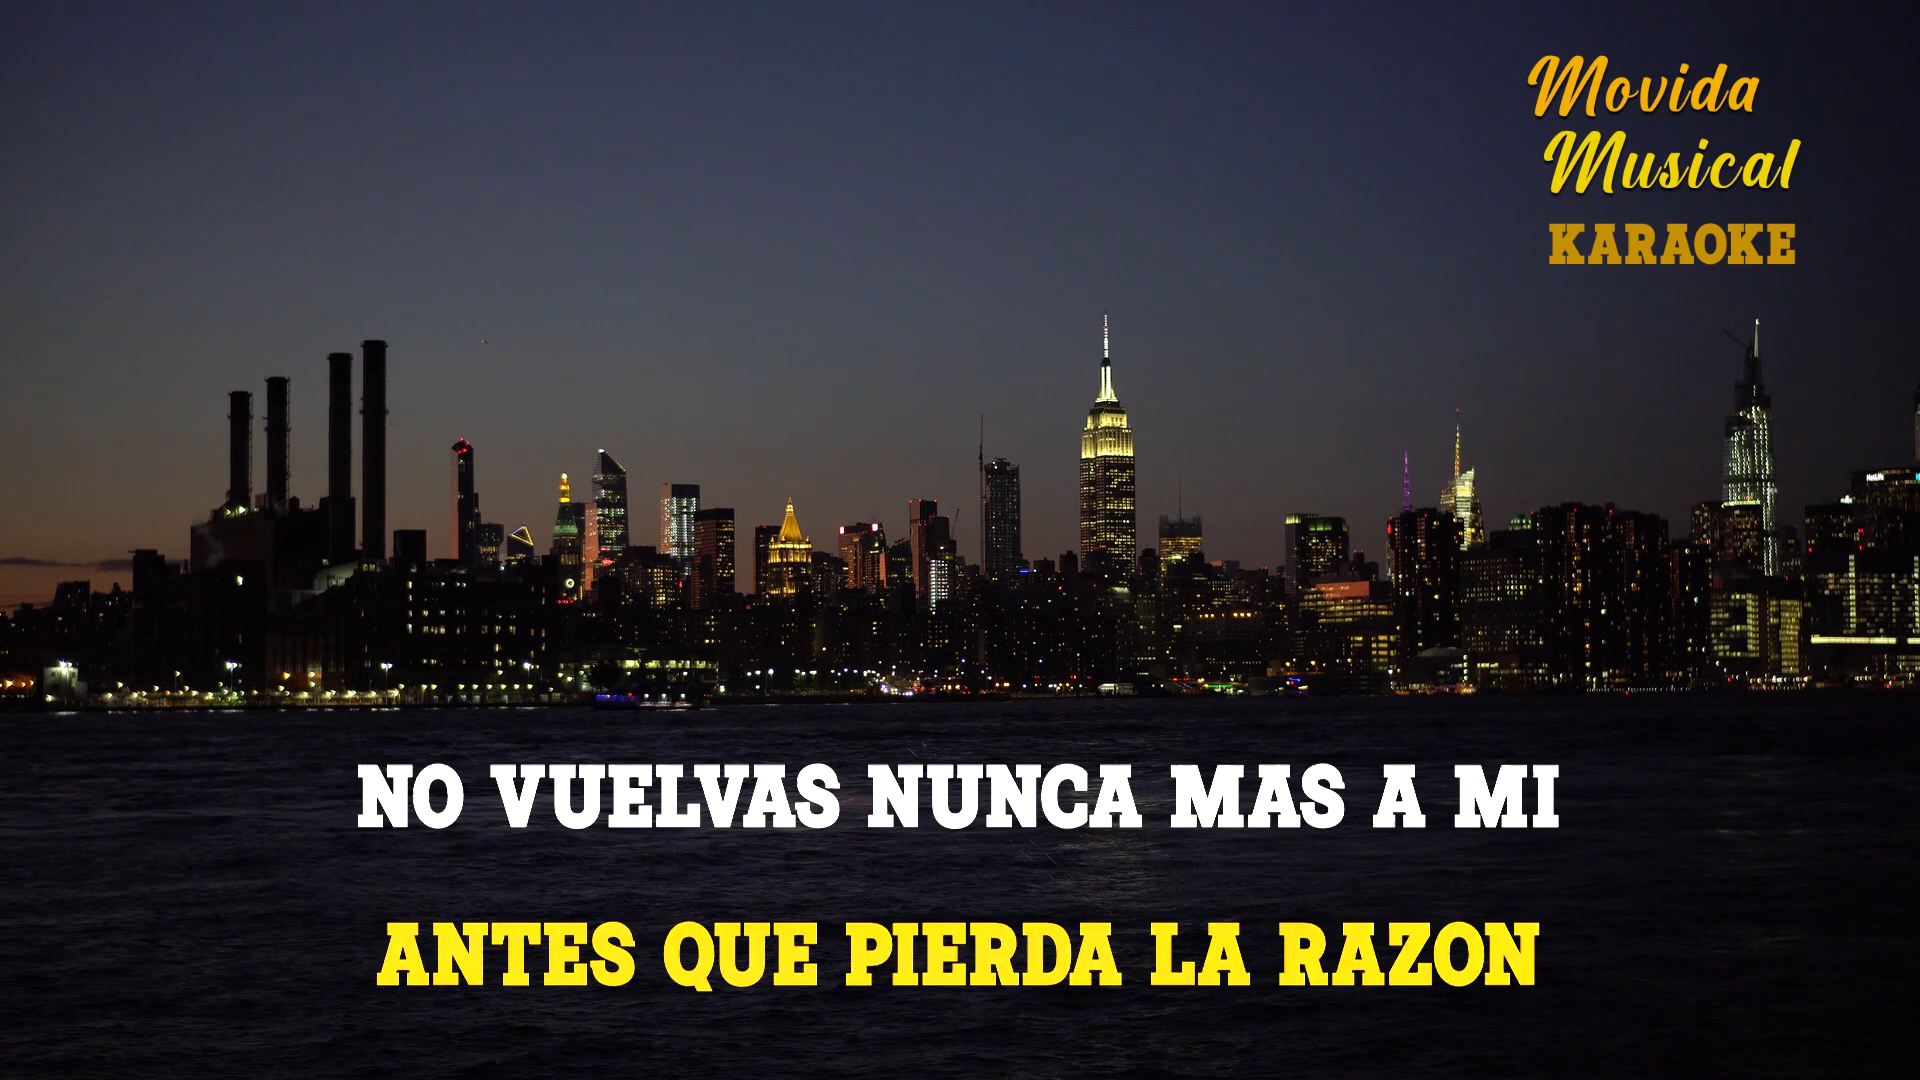 Movida
Musical
KARAOKE
NO VUELVAS NUNCA MAS A MI
ANTES QUE PIERDA LA RAZON